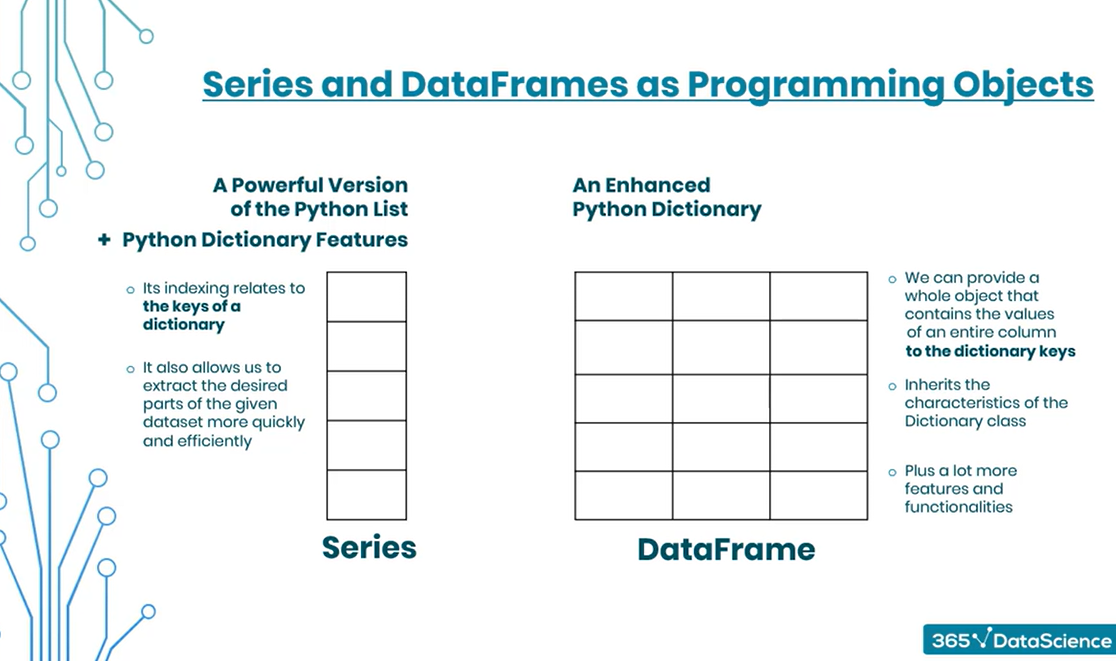 Series and DataFrames as Programming Objects
A Powerful Version
of the Python List
+ Python Dictionary Features
Its indexing relates to
the keys of a
dictionary
It also allows us to
extract the desired
parts of the given
dataset more quickly
and efficiently
Series
An Enhanced
Python Dictionary
We can provide a
whole object that
contains the values
of an entire column
to the dictionary keys
Inherits the
characteristics of the
Dictionary class
Plus a lot more
features and
functionalities
DataFrame
365 DataScience